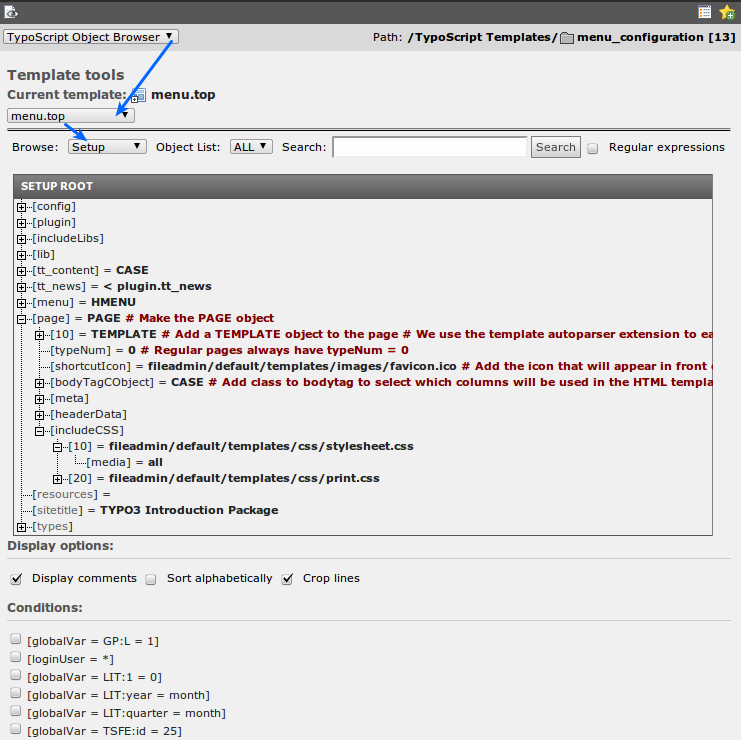 TypoScript Object Browser Path: /TypoScript Templates/ menu_configuration [13]
Template tools
Current template: menu.top
menu.top
Browse: Setup Object List: ALL Search: Search Regular expressions
SETUP ROOT
[config]
[plugin]
[includeLibs]
[lib]
[tt_content] = CASE
[tt_news] = < plugin.tt_news
[menu] = HMENU
[page] = PAGE # Make the PAGE object
[10] = TEMPLATE # Add a TEMPLATE object to the page # We use the template autoparser extension to ea
[typeNum] = 0 # Regular pages always have typeNum = 0
[shortcutIcon] = fileadmin/default/templates/images/favicon.ico # Add the icon that will appear in front
[bodyTagCObject] = CASE # Add class to bodytag to select which columns will be used in the HTML templa
[meta]
[headerData]
[includeCSS]
[10] = fileadmin/default/templates/css/stylesheet.css
[media] = all
[20] = fileadmin/default/templates/css/print.css
[resources] =
[sitetitle] = TYPO3 Introduction Package
[types]
Display options:
Display comments Sort alphabetically Crop lines
Conditions:
[globalVar = GP:L = 1]
[loginUser = *]
[globalVar = LIT:1 = 0]
[globalVar = LIT:year = month]
[globalVar = LIT:quarter = month]
[globalVar = TSFE:id = 25]